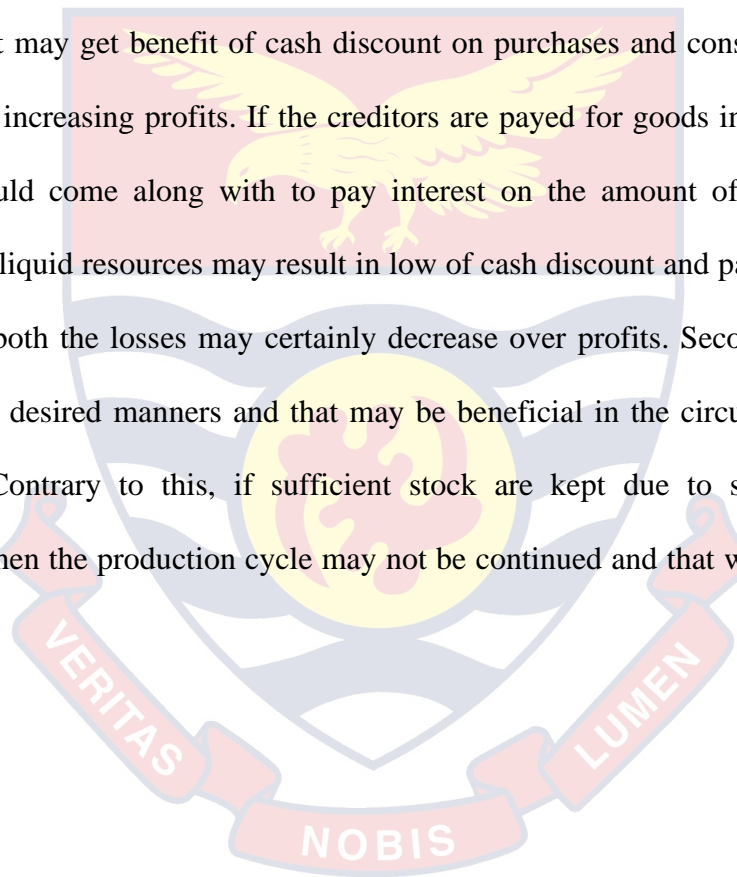 t may get benefit of cash discount on purchases and cons
increasing profits. If the creditors are payed for goods in
uld come along with to pay interest on the amount of
liquid resources may result in low of cash discount and pa
both the losses may certainly decrease over profits. Seco
desired manners and that may be beneficial in the circu
Contrary to this, if sufficient stock are kept due to s
hen the production cycle may not be continued and that w
VERITAS
NOBIS
LUMEN